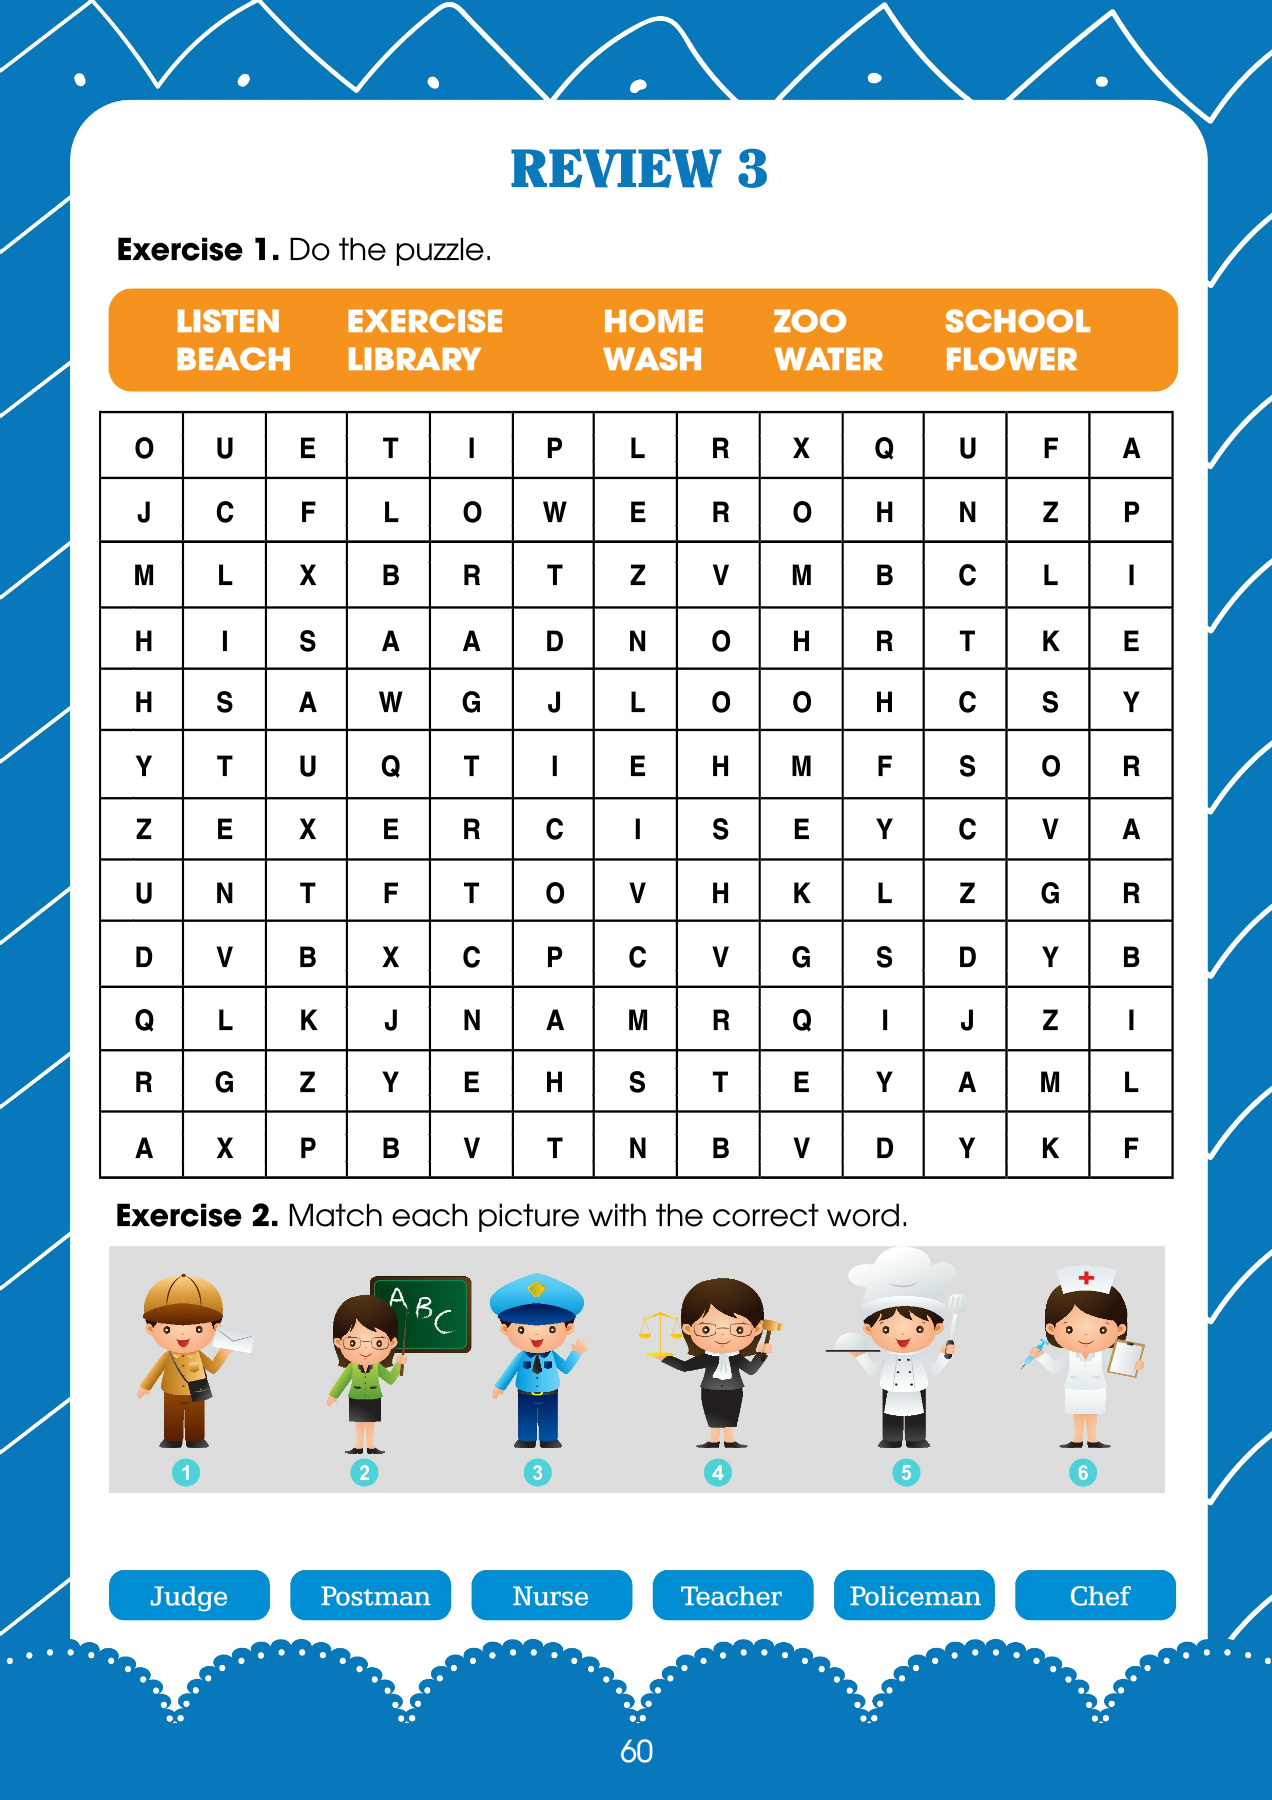 REVIEW 3
Exercise 1. Do the puzzle.
LISTEN EXERCISE HOME ZOO SCHOOL
BEACH LIBRARY WASH WATER FLOWER
O U E T I P L R X Q U F A
J C F L O W E R O H N Z P
M L X B R T Z V M B C L I
H I S A A D N O H R T K E
H S A W G J L O O H C S Y
Y T U Q T I E H M F S O R
Z E X E R C I S E Y C V A
U N T F T O V H K L Z G R
D V B X C P C V G S D Y B
Q L K J N A M R Q I J Z I
R G Z Y E H S T E Y A M L
A X P B V T N B V D Y K F
Exercise 2. Match each picture with the correct word.
A B C
1 2 3 4 5 6
Judge Postman Nurse Teacher Policeman Chef
60